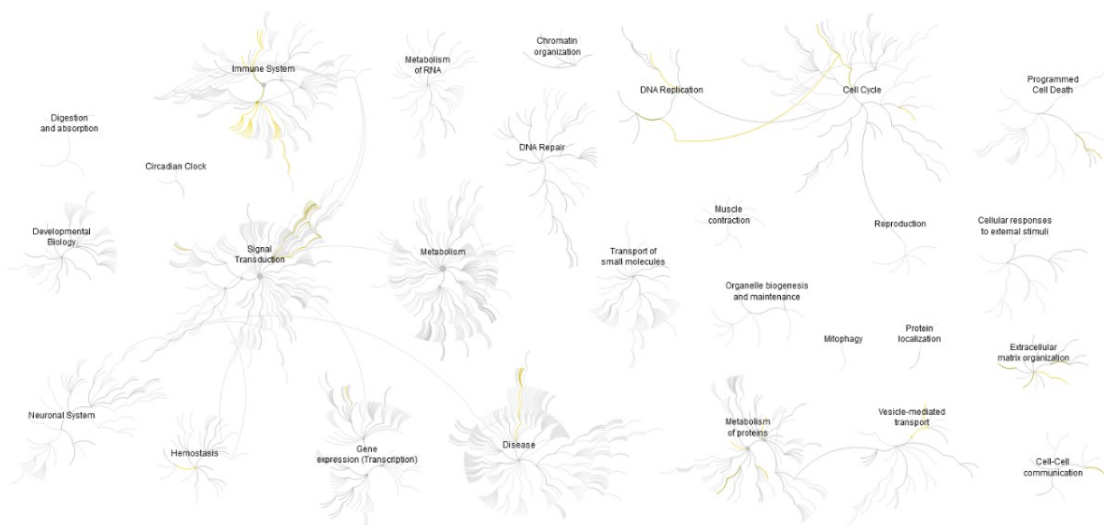 Immune System
Metabolism
of RNA
Chromatin
organization
DNA Replication
Cell Cycle
Programmed
Cell Death
Digestion
and absorption
Circadian Clock
DNA Repair
Developmental
Biology
Signal
Transduction
Metabolism
Transport of
small molecules
Muscle
contraction
Reproduction
Cellular responses
to external stimuli
Organelle biogenesis
and maintenance
Mitophagy
Protein
localization
Extracellular
matrix organization
Neuronal System
Hemostasis
Gene
expression (Transcription)
Disease
Metabolism
of proteins
Vesicle-mediated
transport
Cell-Cell
communication